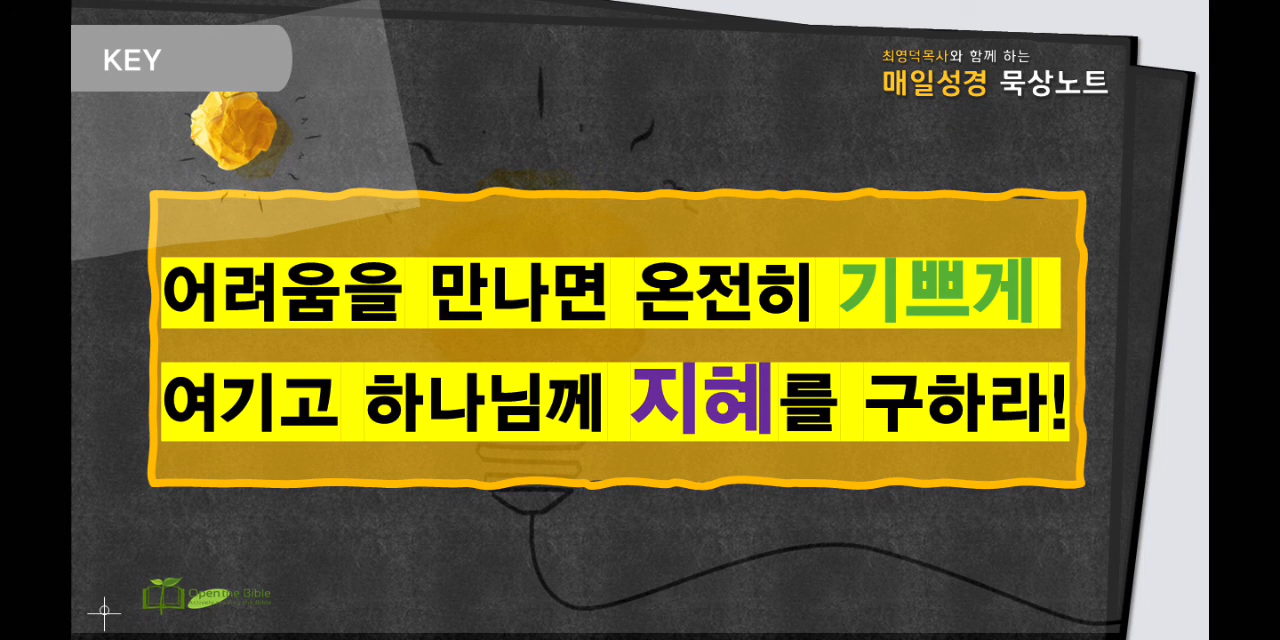 KEY
최영덕목사와 함께 하는
매일성경 묵상노트
어려움을 만나면 온전히 기쁘게
여기고 하나님께 지혜를 구하라!
Open the Bible